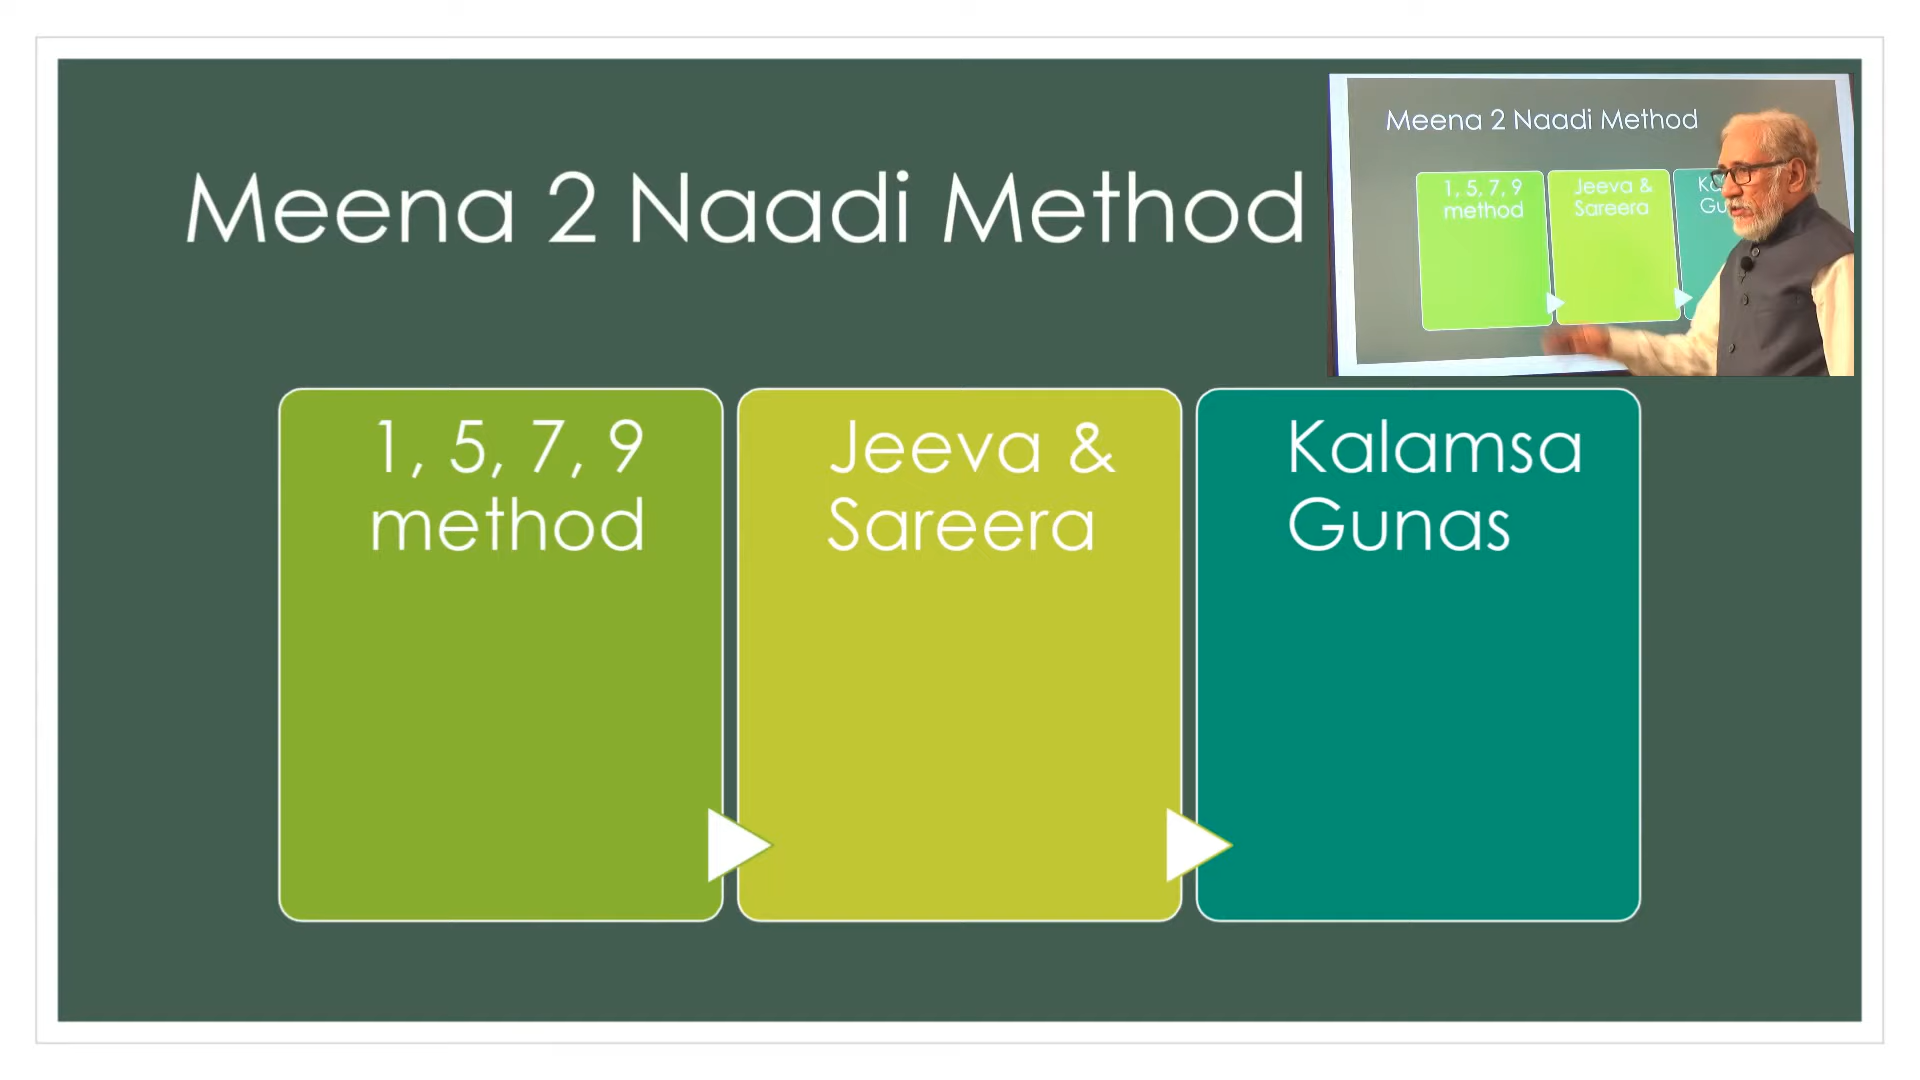 Meena 2 Naadi Method
1, 5, 7, 9
method
Jeeva &
Sareera
Kalamsa
Gunas
Meena 2 Naadi Method
1, 5, 7, 9
method
Jeeva &
Sareera